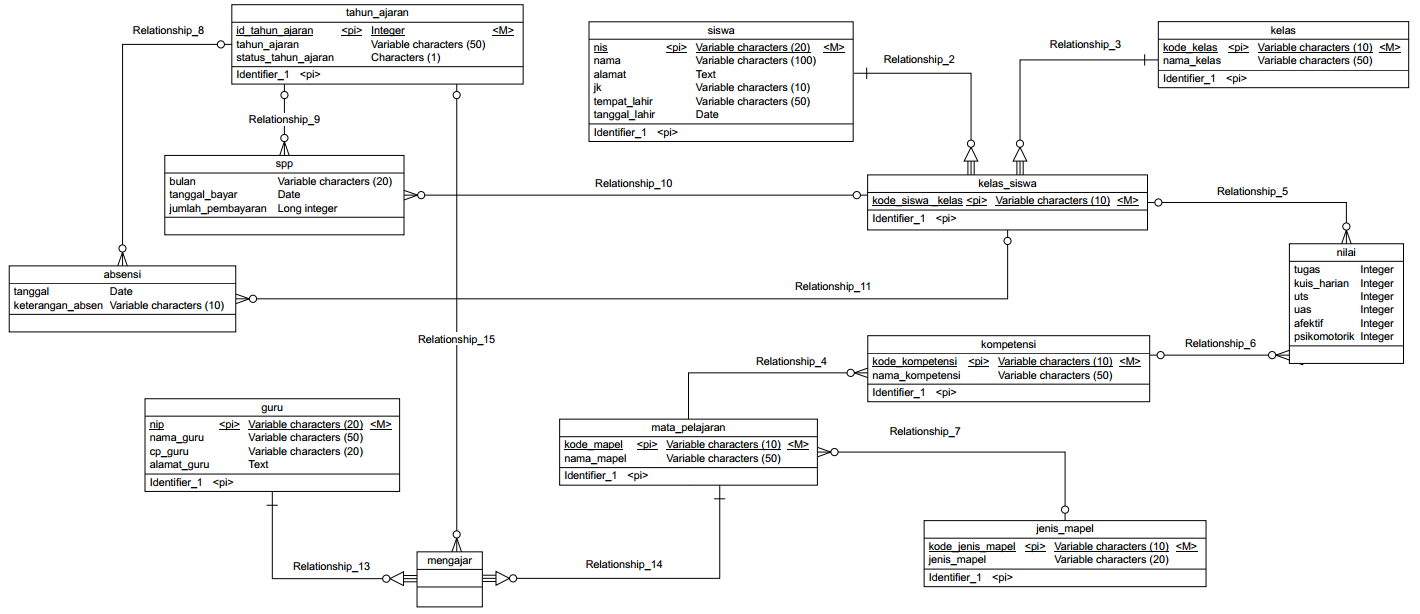 tahun_ajaran
id_tahun_ajaran <pi> Integer <M>
tahun_ajaran Variable characters (50)
status_tahun_ajaran Characters (1)
Identifier_1 <pi>
Relationship_8
siswa
nis <pi> Variable characters (20) <M>
nama Variable characters (100)
alamat Text
jk Variable characters (10)
tempat_lahir Variable characters (50)
tanggal_lahir Date
Identifier_1 <pi>
Relationship_2
Relationship_3
kelas
kode_kelas <pi> Variable characters (10) <M>
nama_kelas Variable characters (50)
Identifier_1 <pi>
Relationship_9
spp
bulan Variable characters (20)
tanggal_bayar Date
jumlah_pembayaran Long integer
Relationship_10
kelas_siswa
kode_siswa_kelas <pi> Variable characters (10) <M>
Identifier_1 <pi>
Relationship_5
absensi
tanggal Date
keterangan_absen Variable characters (10)
Relationship_11
nilai
tugas Integer
kuis_harian Integer
uts Integer
uas Integer
afektif Integer
psikomotorik Integer
Relationship_15
Relationship_4
kompetensi
kode_kompetensi <pi> Variable characters (10) <M>
nama_kompetensi Variable characters (50)
Identifier_1 <pi>
Relationship_6
guru
nip <pi> Variable characters (20) <M>
nama_guru Variable characters (50)
cp_guru Variable characters (20)
alamat_guru Text
Identifier_1 <pi>
mata_pelajaran
kode_mapel <pi> Variable characters (10) <M>
nama_mapel Variable characters (50)
Identifier_1 <pi>
Relationship_7
jenis_mapel
kode_jenis_mapel <pi> Variable characters (10) <M>
jenis_mapel Variable characters (20)
Identifier_1 <pi>
Relationship_13
mengajar
Relationship_14